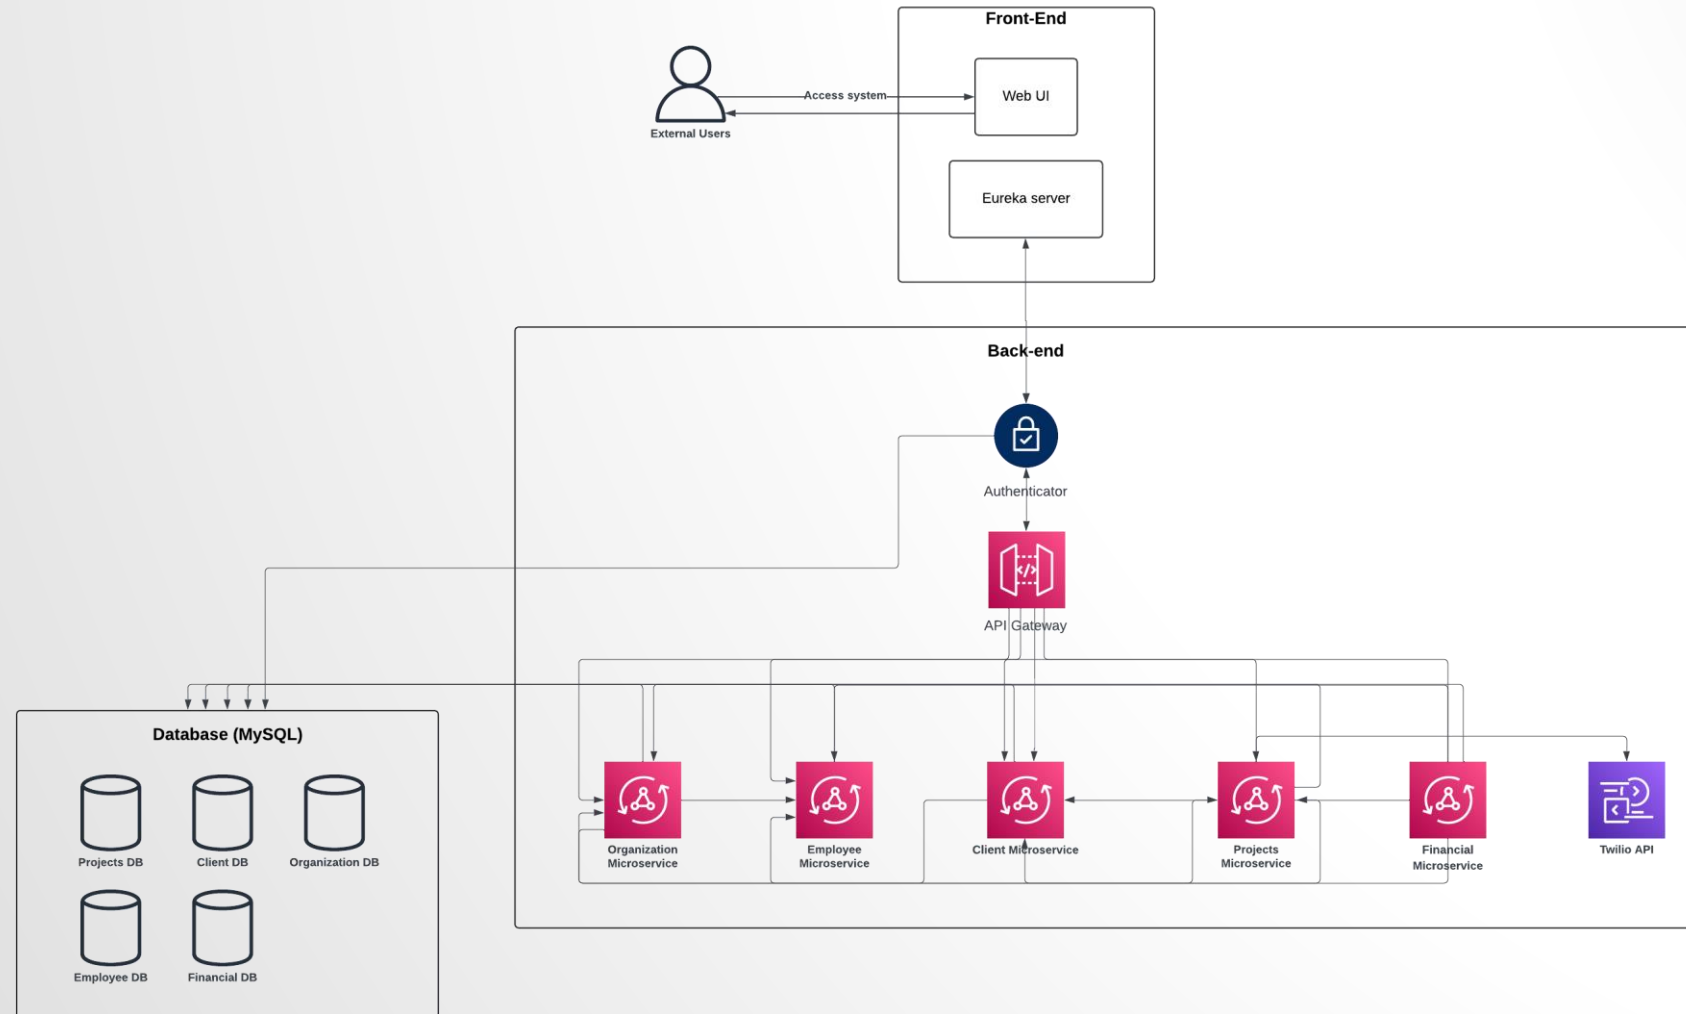 Front-End
Access system
Web UI
External Users
Eureka server
Back-end
Authenticator
API Gateway
Database (MySQL)
Projects DB
Client DB
Organization DB
Employee DB
Financial DB
Organization
Microservice
Employee
Microservice
Client Microservice
Projects
Microservice
Financial
Microservice
Twilio API